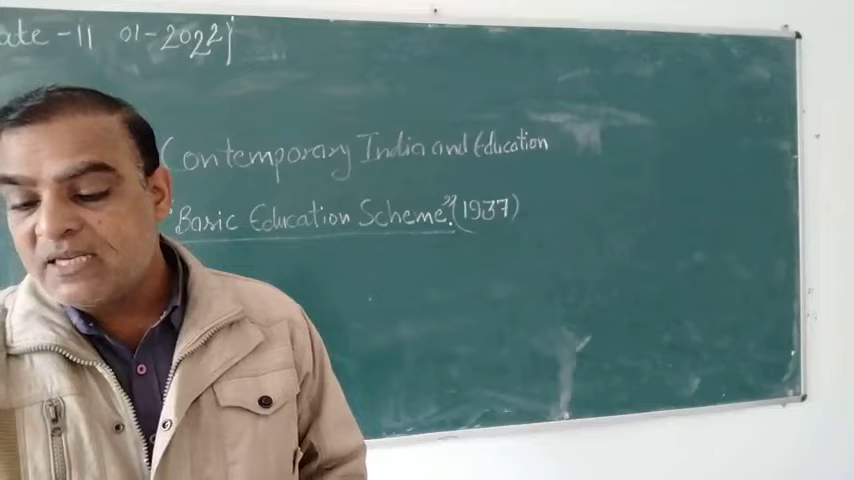 ate - 11 01-2022}
Contemporary India and Education
"Basic Education Scheme."(1937)